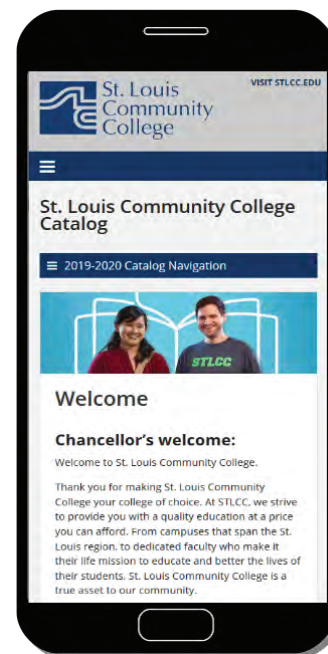 VISIT STLCC.EDU
St. Louis
Community
College
St. Louis Community College
Catalog
2019-2020 Catalog Navigation
STLCC
Welcome
Chancellor's welcome:
Welcome to St. Louis Community College.
Thank you for making St. Louis Community
College your college of choice. At STLCC, we strive
to provide you with a quality education at a price
you can afford. From campuses that span the St.
Louis region, to dedicated faculty who make it
their life mission to educate and better the lives of
their students. St. Louis Community College is a
true asset to our community.